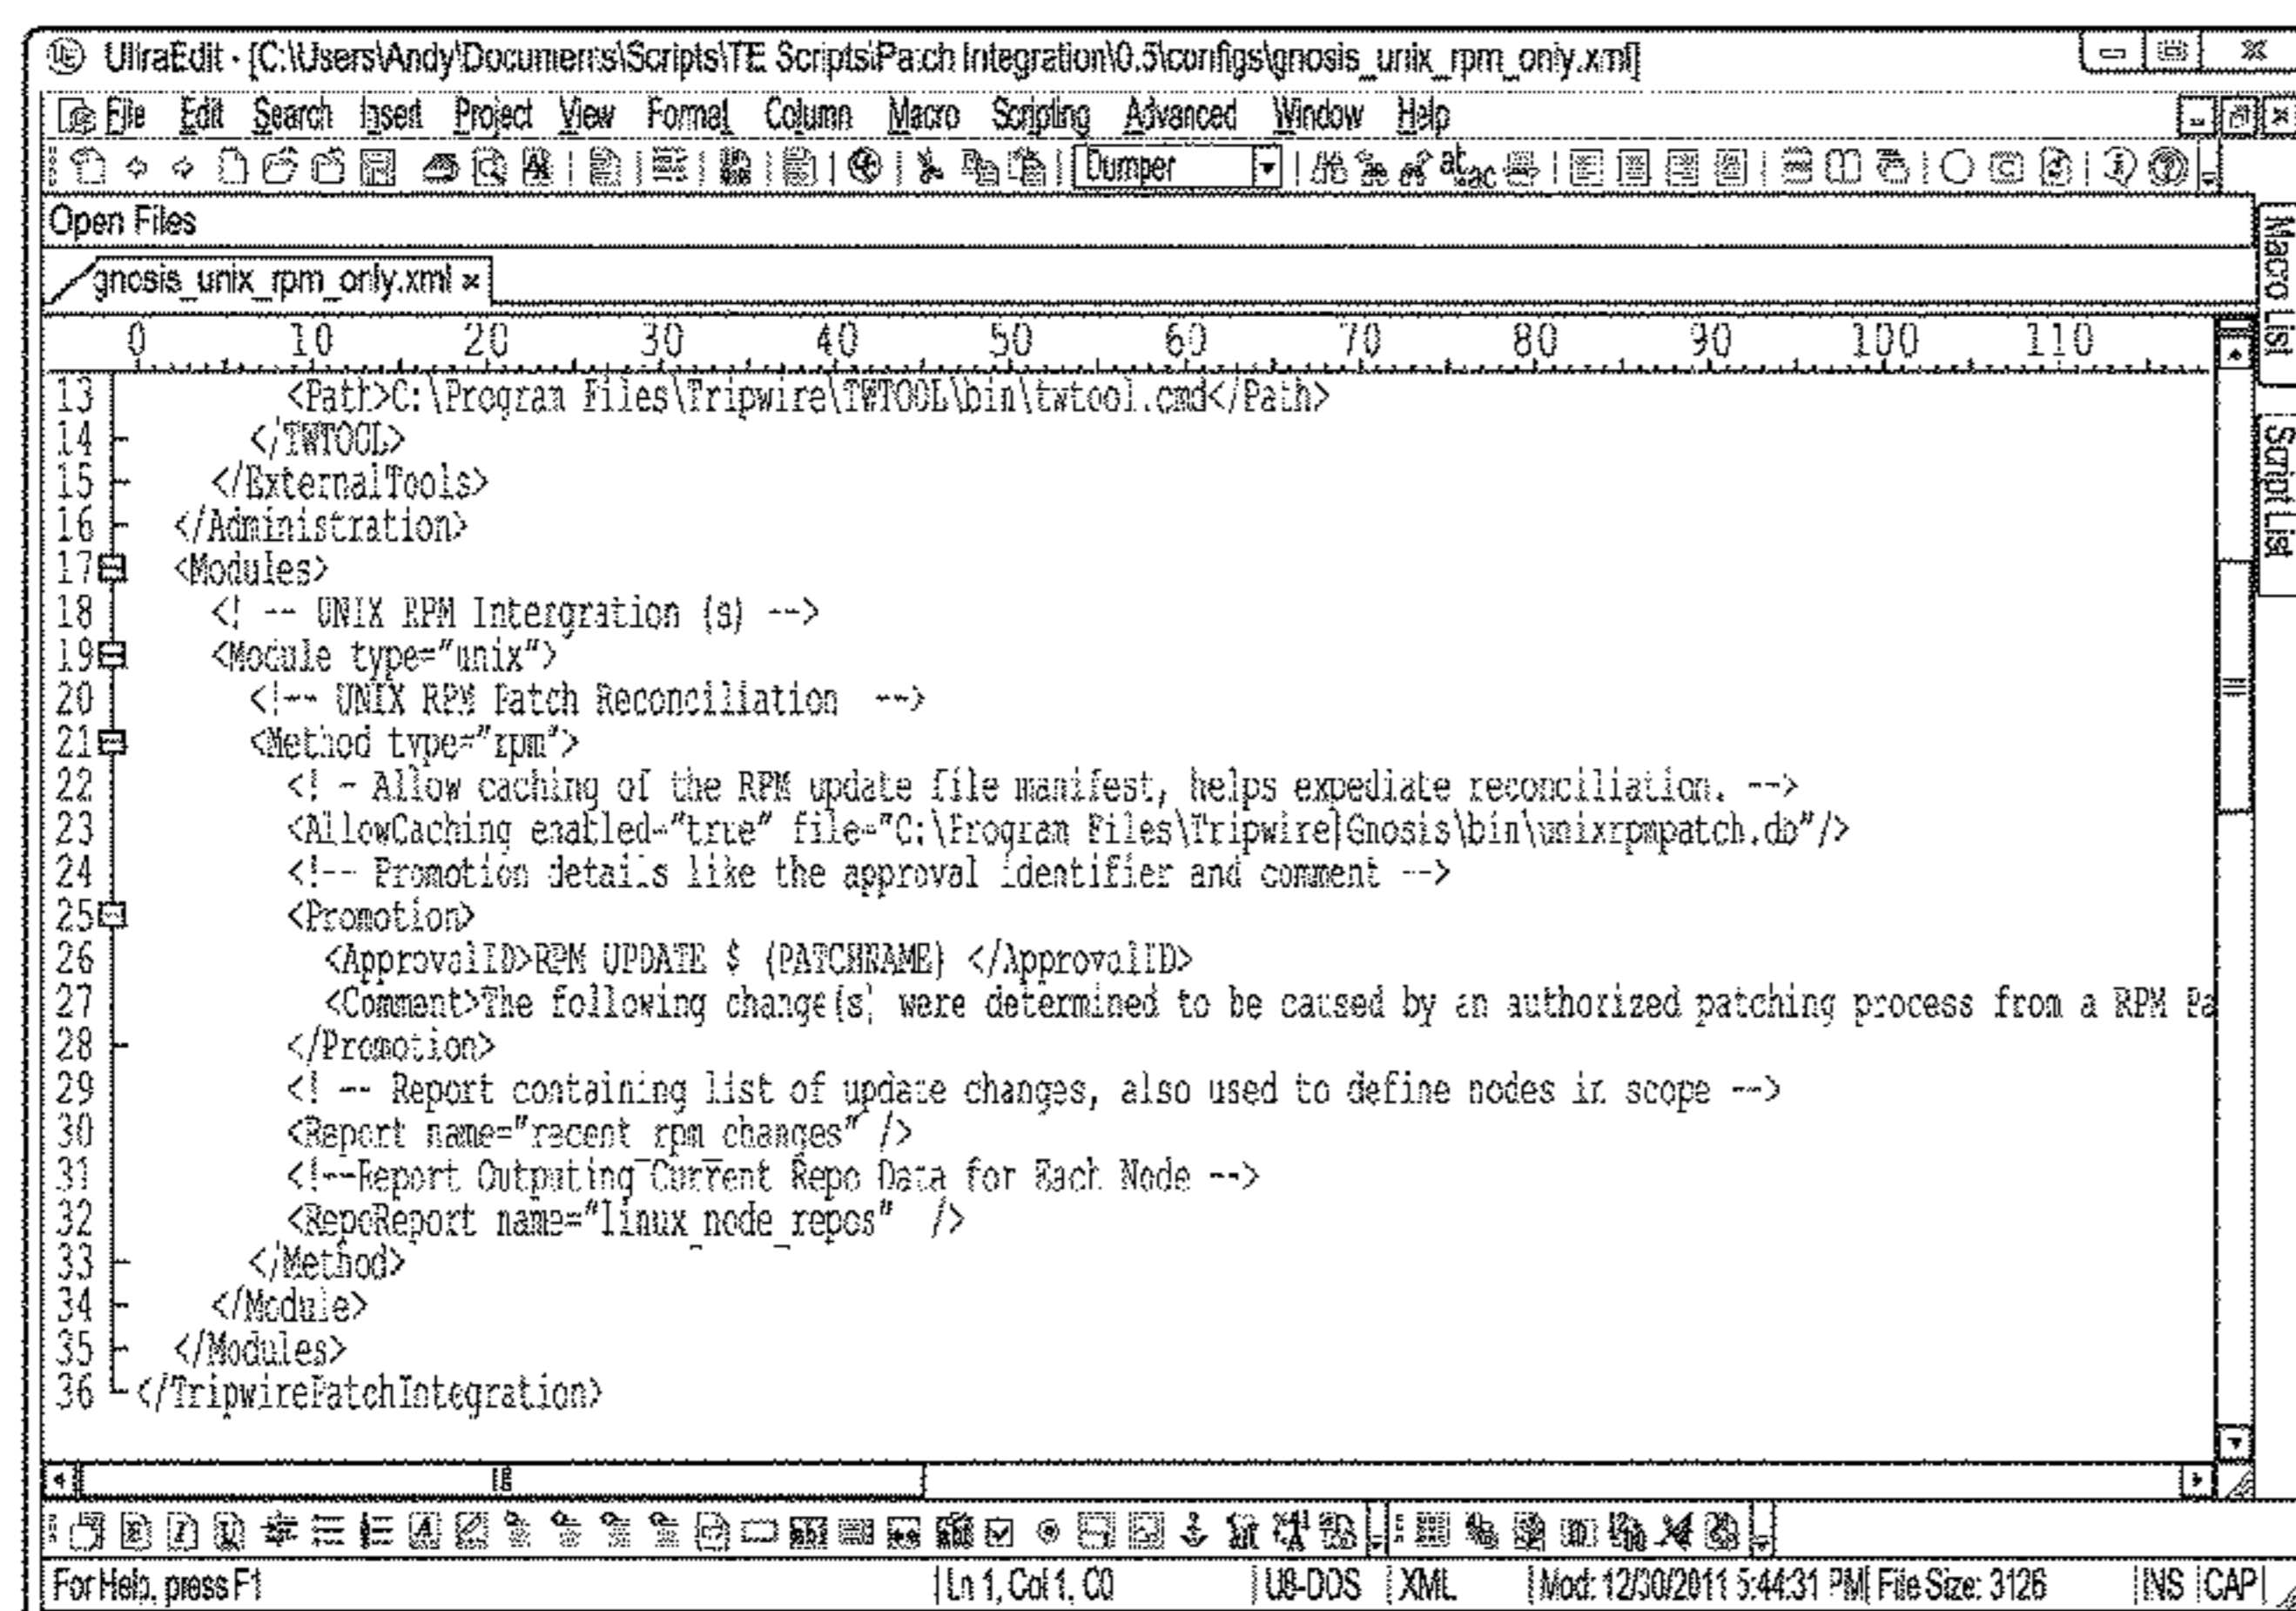 UltraEdit - [C:\Users\Andy\Documents\Scripts\TE Scripts\Patch Integration\0.5\configs\gnosis_unix_rpm_only.xml]
File Edit Search Insert Project View Format Column Macro Scripting Advanced Window Help
Dumper
Open Files
gnosis_unix_rpm_only.xml ×
Macro List
Script List
0 10 20 30 40 50 60 70 80 90 100 110
13 <Path>C:\Program Files\Tripwire\TWTOOL\bin\twtool.cmd</Path>
14 </TWTOOL>
15 </ExternalTools>
16 </Administration>
17 <Modules>
18 <! -- UNIX RPM Intergration (s) -->
19 <Module type="unix">
20 <!-- UNIX RPM Patch Reconciliation -->
21 <Method type="rpm">
22 <! - Allow caching of the RPM update file manifest, helps expediate reconciliation. -->
23 <AllowCaching enabled="true" file="C:\Program Files\Tripwire|Gnosis\bin\unixrpmpatch.db"/>
24 <!-- Promotion details like the approval identifier and comment -->
25 <Promotion>
26 <ApprovalID>RPM UPDATE $ {PATCHNAME} </ApprovalID>
27 <Comment>The following change(s) were determined to be caused by an authorized patching process from a RPM Pa
28 </Promotion>
29 <! -- Report containing list of update changes, also used to define nodes in scope -->
30 <Report name="recent_rpm_changes" />
31 <!--Report Outputing Current Repo Data for Each Node -->
32 <RepoReport name="linux_node_repos" />
33 </Method>
34 </Module>
35 </Modules>
36 </TripwirePatchIntegration>
For Help, press F1 Ln 1, Col 1, C0 U8-DOS XML Mod: 12/30/2011 5:44:31 PM File Size: 3126 INS CAP